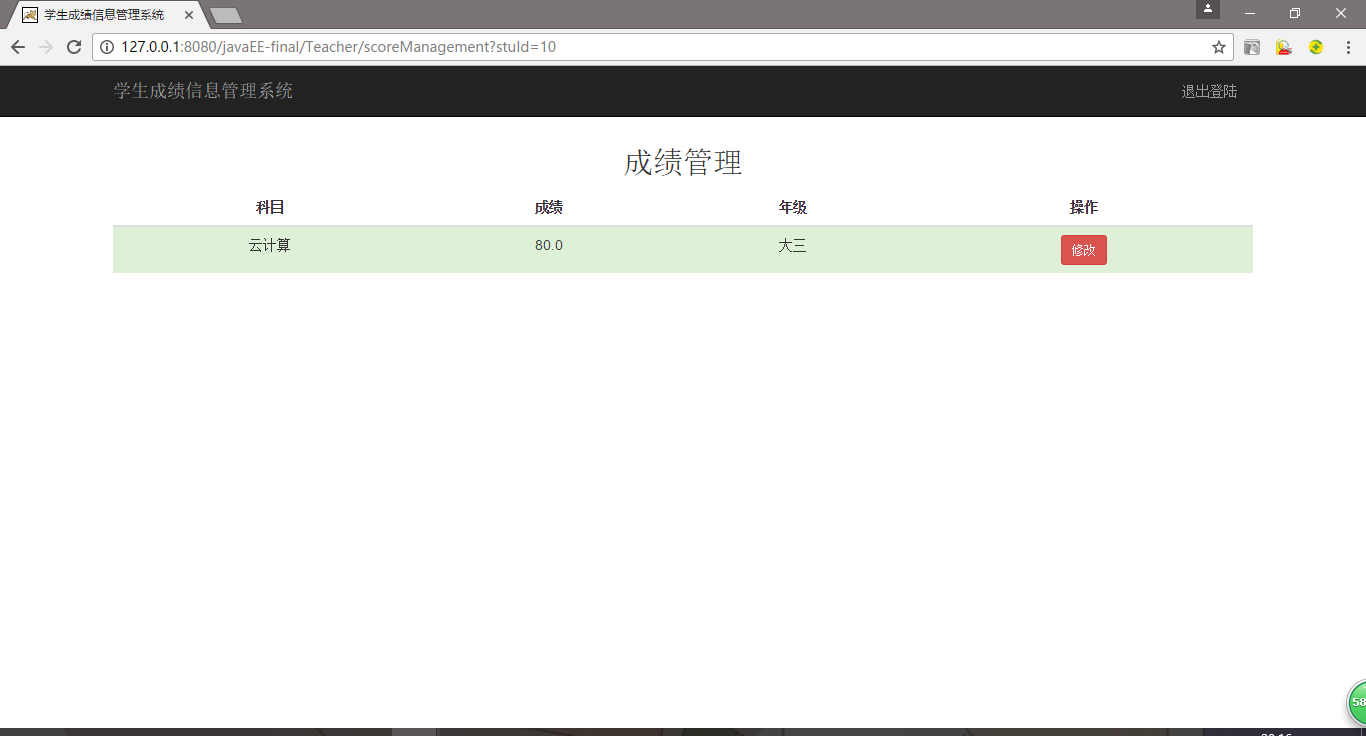 学生成绩信息管理系统
127.0.0.1:8080/javaEE-final/Teacher/scoreManagement?stuId=10
学生成绩信息管理系统 退出登陆
成绩管理
科目 成绩 年级 操作
云计算 80.0 大三 修改
58